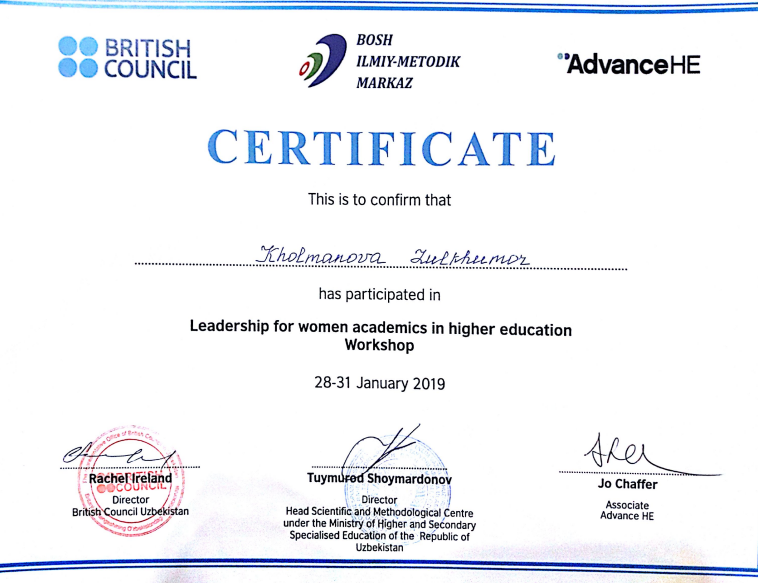 BRITISH
COUNCIL
BOSH
ILMIY-METODIK
MARKAZ
AdvanceHE
CERTIFICATE
This is to confirm that
Kholmanova Zulkhumor
has participated in
Leadership for women academics in higher education
Workshop
28-31 January 2019
Rachel Ireland
Director
British Council Uzbekistan
Tuymurod Shoymardonov
Director
Head Scientific and Methodological Centre
under the Ministry of Higher and Secondary
Specialised Education of the Republic of
Uzbekistan
Jo Chaffer
Associate
Advance HE